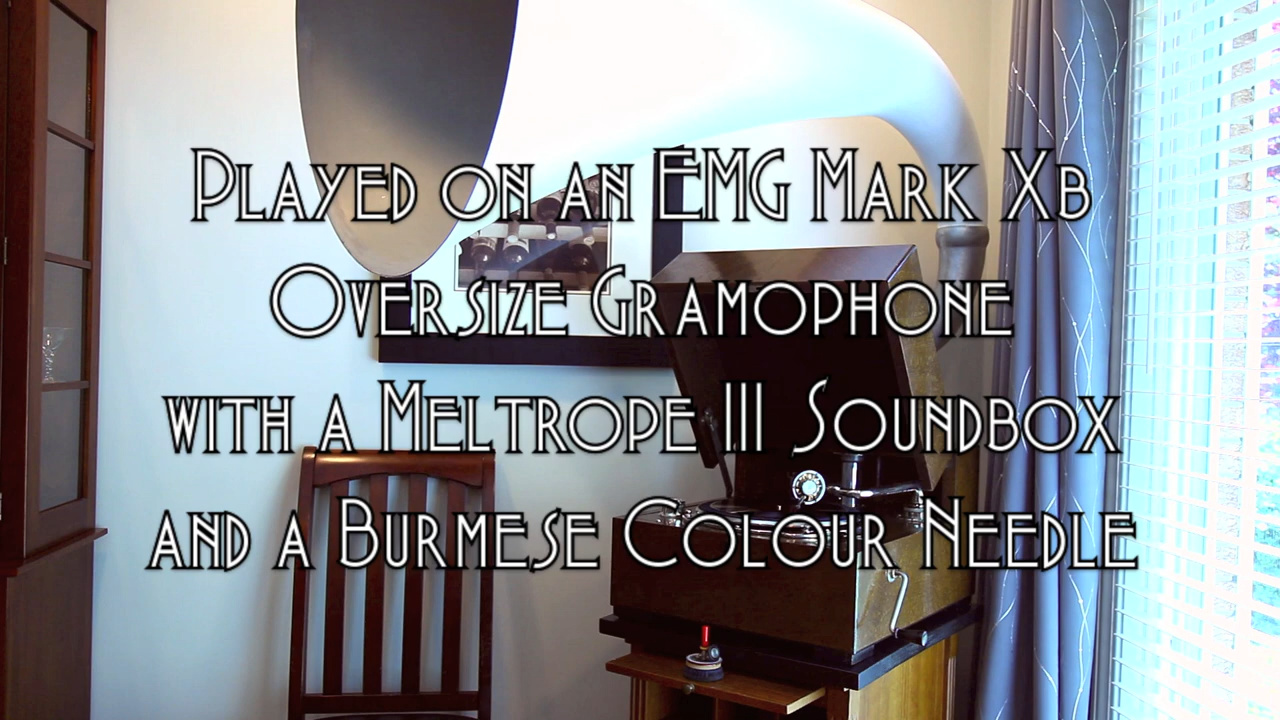 Played on an EMG Mark Xb
Oversize Gramophone
with a Meltrope III Soundbox
and a Burmese Colour Needle